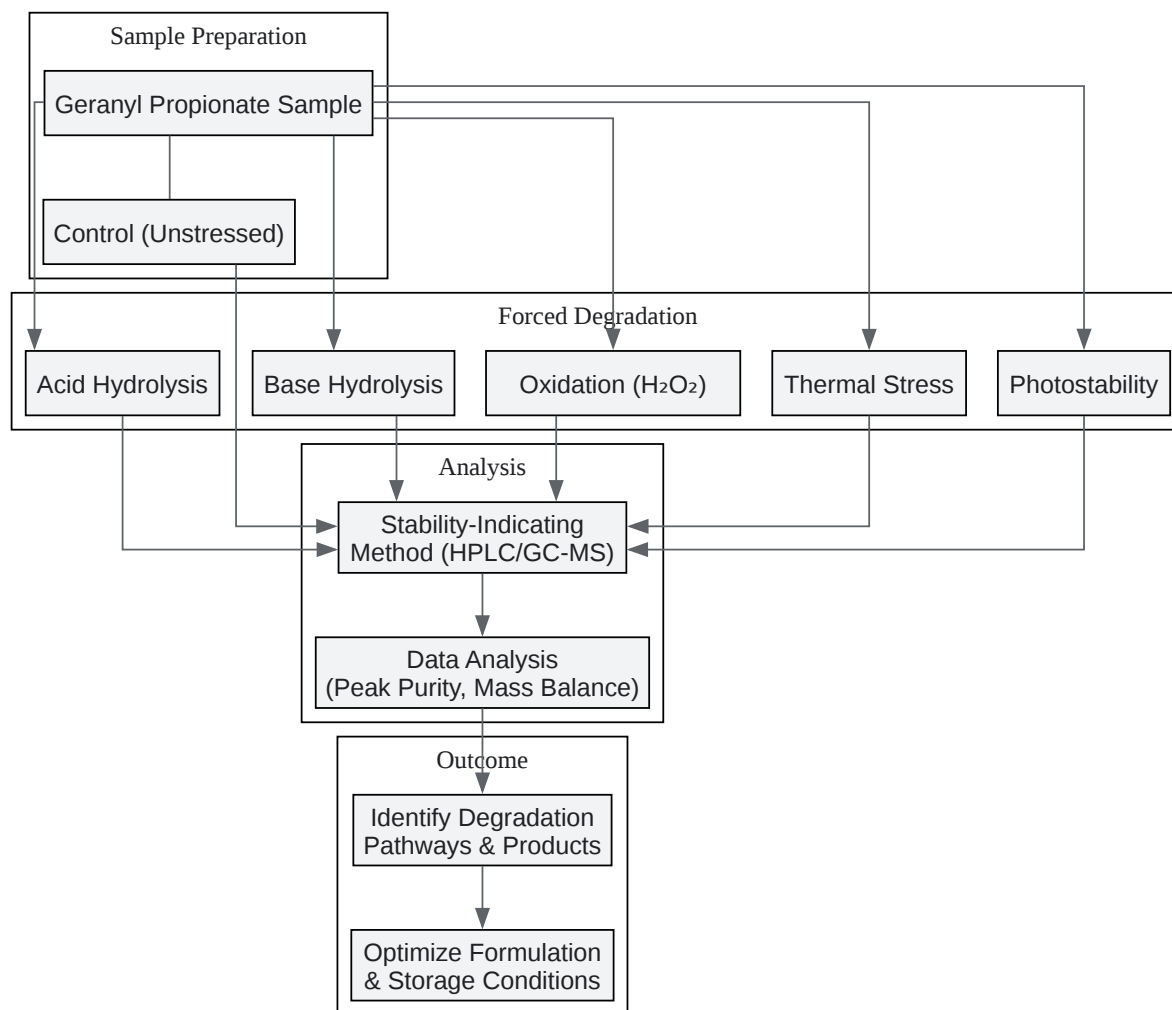 Sample Preparation
Geranyl Propionate Sample
Control (Unstressed)
Forced Degradation
Acid Hydrolysis
Base Hydrolysis
Oxidation (H₂O₂)
Thermal Stress
Photostability
Analysis
Stability-Indicating
Method (HPLC/GC-MS)
Data Analysis
(Peak Purity, Mass Balance)
Outcome
Identify Degradation
Pathways & Products
Optimize Formulation
& Storage Conditions